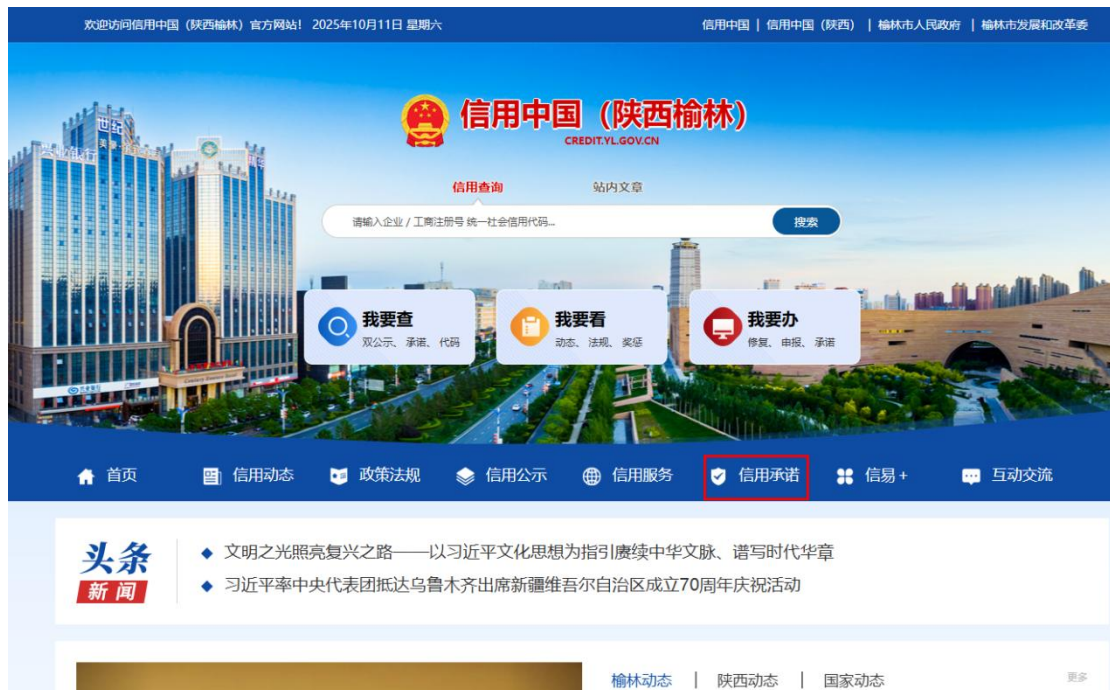 欢迎访问信用中国（陕西榆林）官方网站！ 2025年10月11日 星期六
信用中国 | 信用中国（陕西） | 榆林市人民政府 | 榆林市发展和改革委
信用中国（陕西榆林）
CREDIT.YL.GOV.CN
信用查询 站内文章
请输入企业 / 工商注册号 统一社会信用代码...
搜索
我要查
双公示、 承诺、 代码
我要看
动态、 法规、 奖惩
我要办
修复、 申报、 承诺
首页 信用动态 政策法规 信用公示 信用服务 信用承诺 信易 + 互动交流
头条
新闻
文明之光照亮复兴之路——以习近平文化思想为指引赓续中华文脉、谱写时代华章
习近平率中央代表团抵达乌鲁木齐出席新疆维吾尔自治区成立70周年庆祝活动
榆林动态 | 陕西动态 | 国家动态
更多